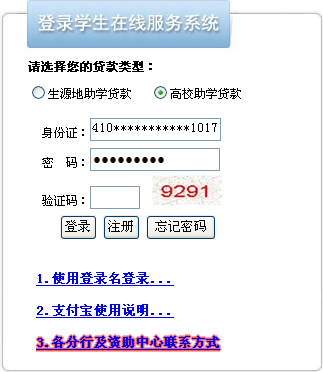 登录学生在线服务系统
请选择您的贷款类型：
生源地助学贷款 高校助学贷款
身份证： 410***********1017
密 码： ●●●●●●●●●
验证码： 9291
登录 注册 忘记密码
1.使用登录名登录...
2.支付宝使用说明...
3.各分行及资助中心联系方式